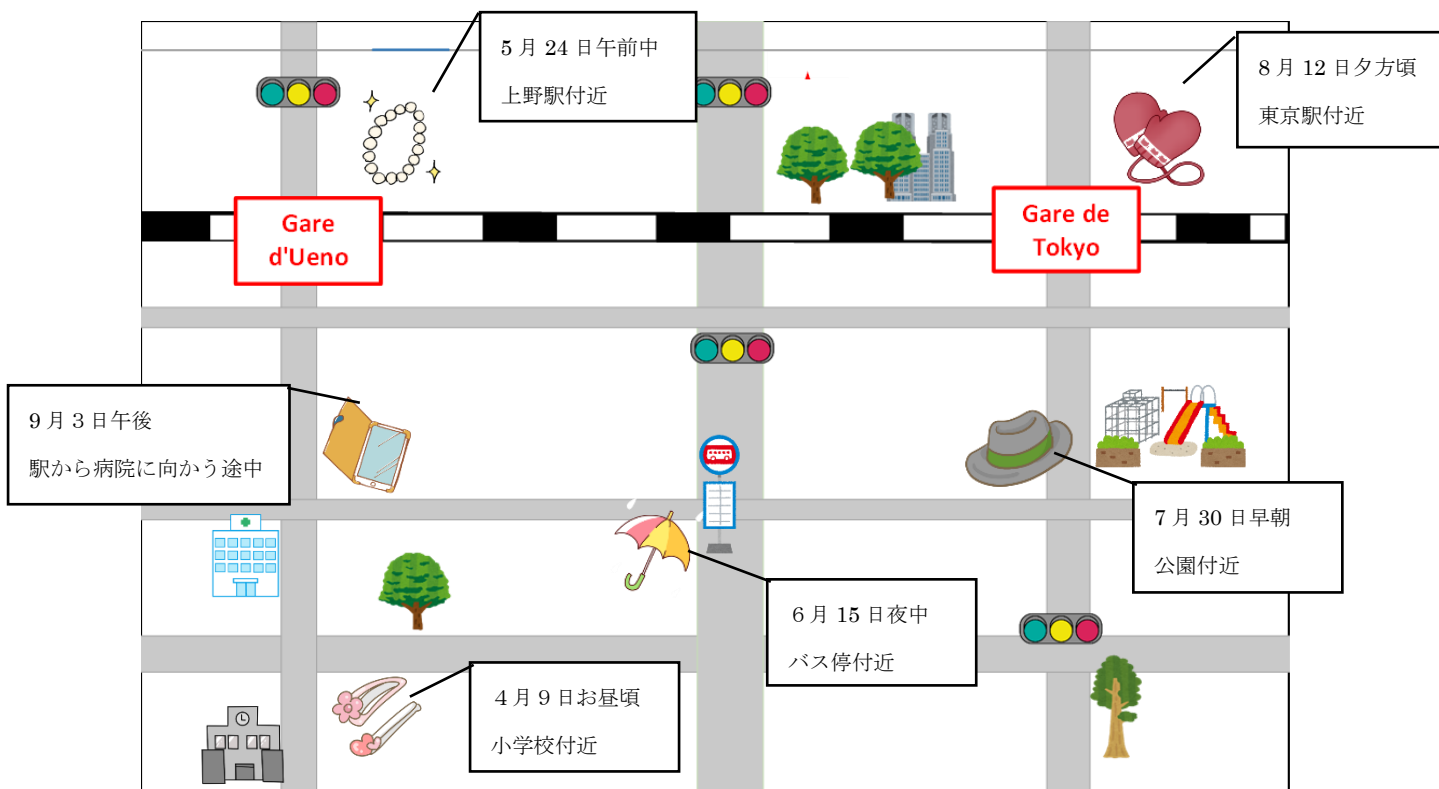 5月24日午前中
上野駅付近
8月12日夕方頃
東京駅付近
Gare
d'Ueno
Gare de
Tokyo
9月3日午後
駅から病院に向かう途中
7月30日早朝
公園付近
6月15日夜中
バス停付近
4月9日お昼頃
小学校付近